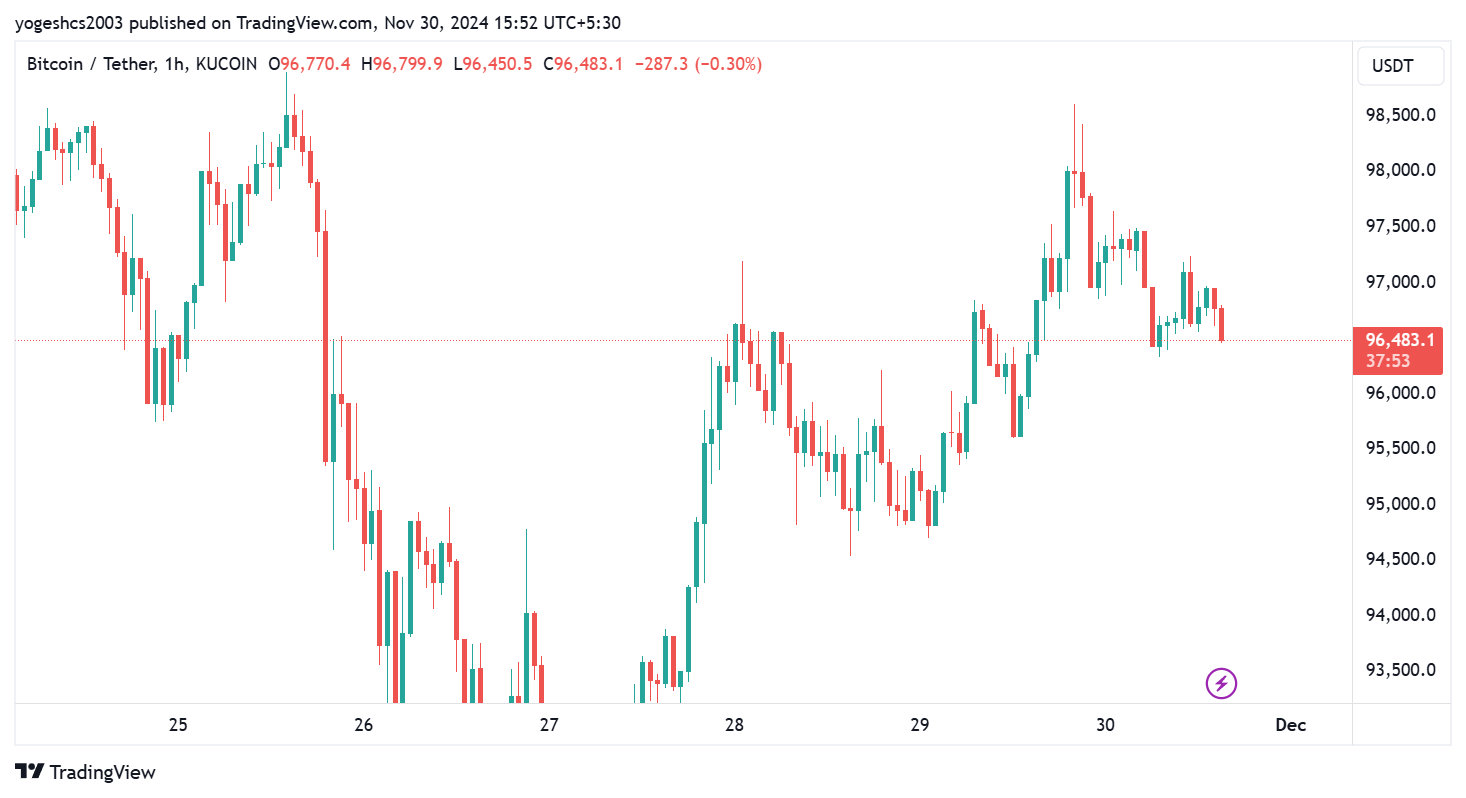 yogeshcs2003 published on TradingView.com, Nov 30, 2024 15:52 UTC+5:30
Bitcoin / Tether, 1h, KUCOIN O96,770.4 H96,799.9 L96,450.5 C96,483.1 −287.3 (−0.30%)
USDT
98,500.0
98,000.0
97,500.0
97,000.0
96,483.1
37:53
96,000.0
95,500.0
95,000.0
94,500.0
94,000.0
93,500.0
25 26 27 28 29 30 Dec
TradingView